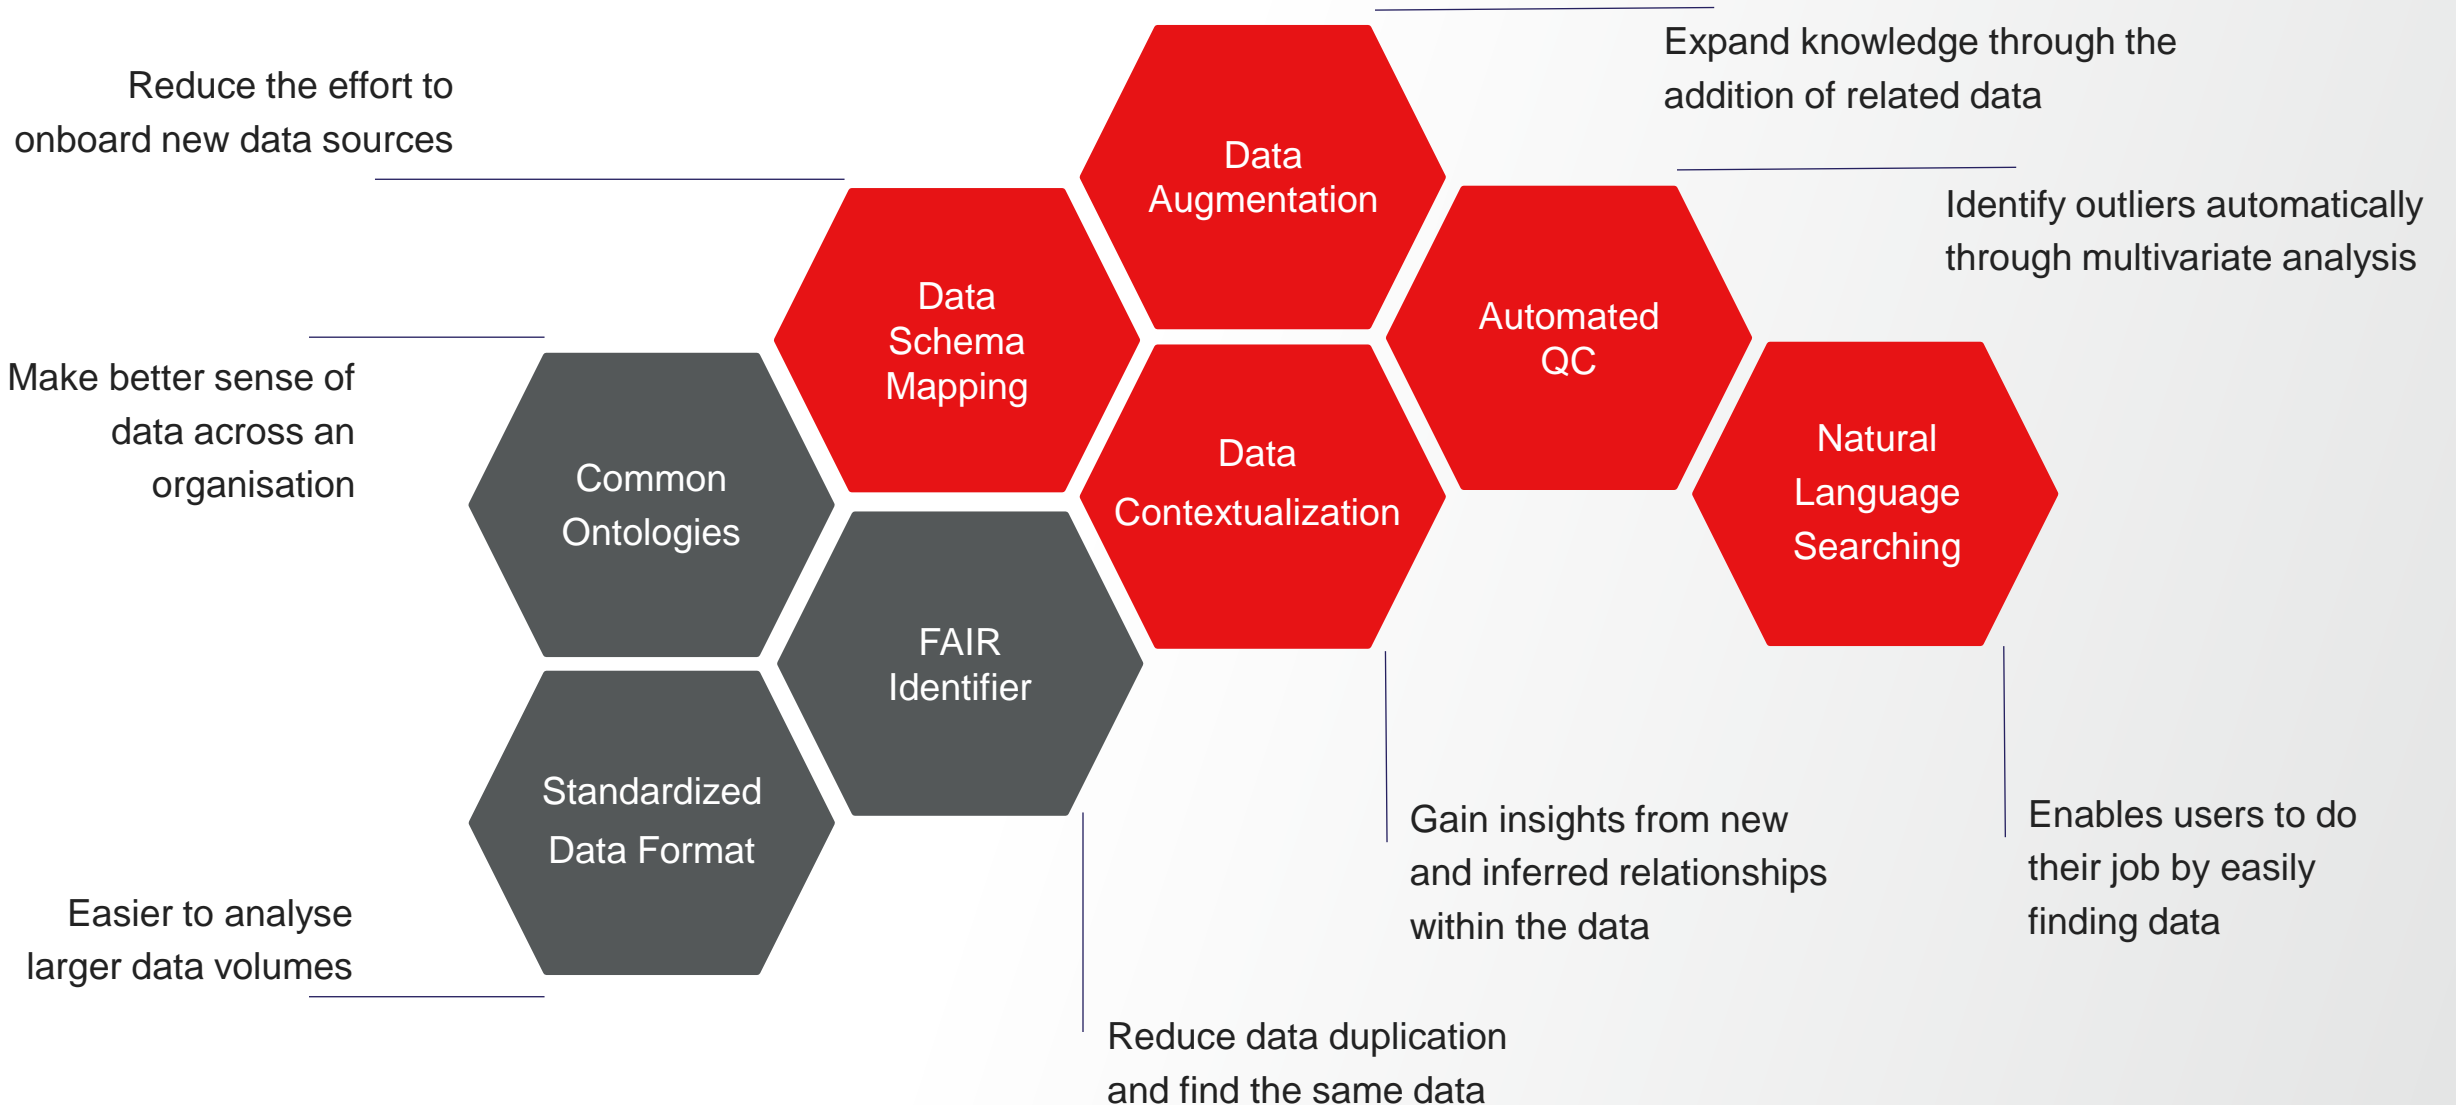 Expand knowledge through the
addition of related data
Reduce the effort to
onboard new data sources
Data
Augmentation
Identify outliers automatically
through multivariate analysis
Data
Schema
Mapping
Automated
QC
Make better sense of
data across an
organisation
Common
Ontologies
Data
Contextualization
Natural
Language
Searching
FAIR
Identifier
Standardized
Data Format
Easier to analyse
larger data volumes
Gain insights from new
and inferred relationships
within the data
Enables users to do
their job by easily
finding data
Reduce data duplication
and find the same data